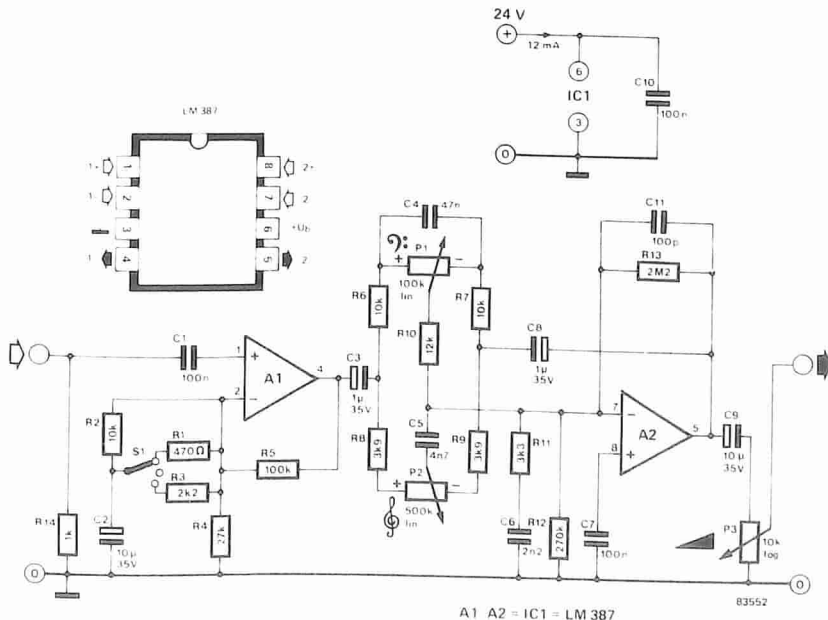 24 V
+
12 mA
6
IC1
3
0
C10
100n
LM 387
1+
1
8
2+
1-
2
7
2
3
6
+Ub
1
4
5
2
C4
47n
P1
+
-
100k
lin
R6
10k
R7
10k
R10
12k
C11
100p
R13
2M2
C1
100n
1
+
A1
4
2
-
C3
1µ
35V
C8
1µ
35V
R2
10k
S1
R1
470Ω
R3
2k2
R5
100k
R8
3k9
R9
3k9
C5
4n7
P2
+
-
500k
lin
R11
3k3
7
-
A2
5
8
+
C9
10µ
35V
R14
1k
C2
10µ
35V
R4
27k
C6
2n2
R12
270k
C7
100n
P3
10k
log
0
0
83552
A1 A2 = IC1 = LM 387